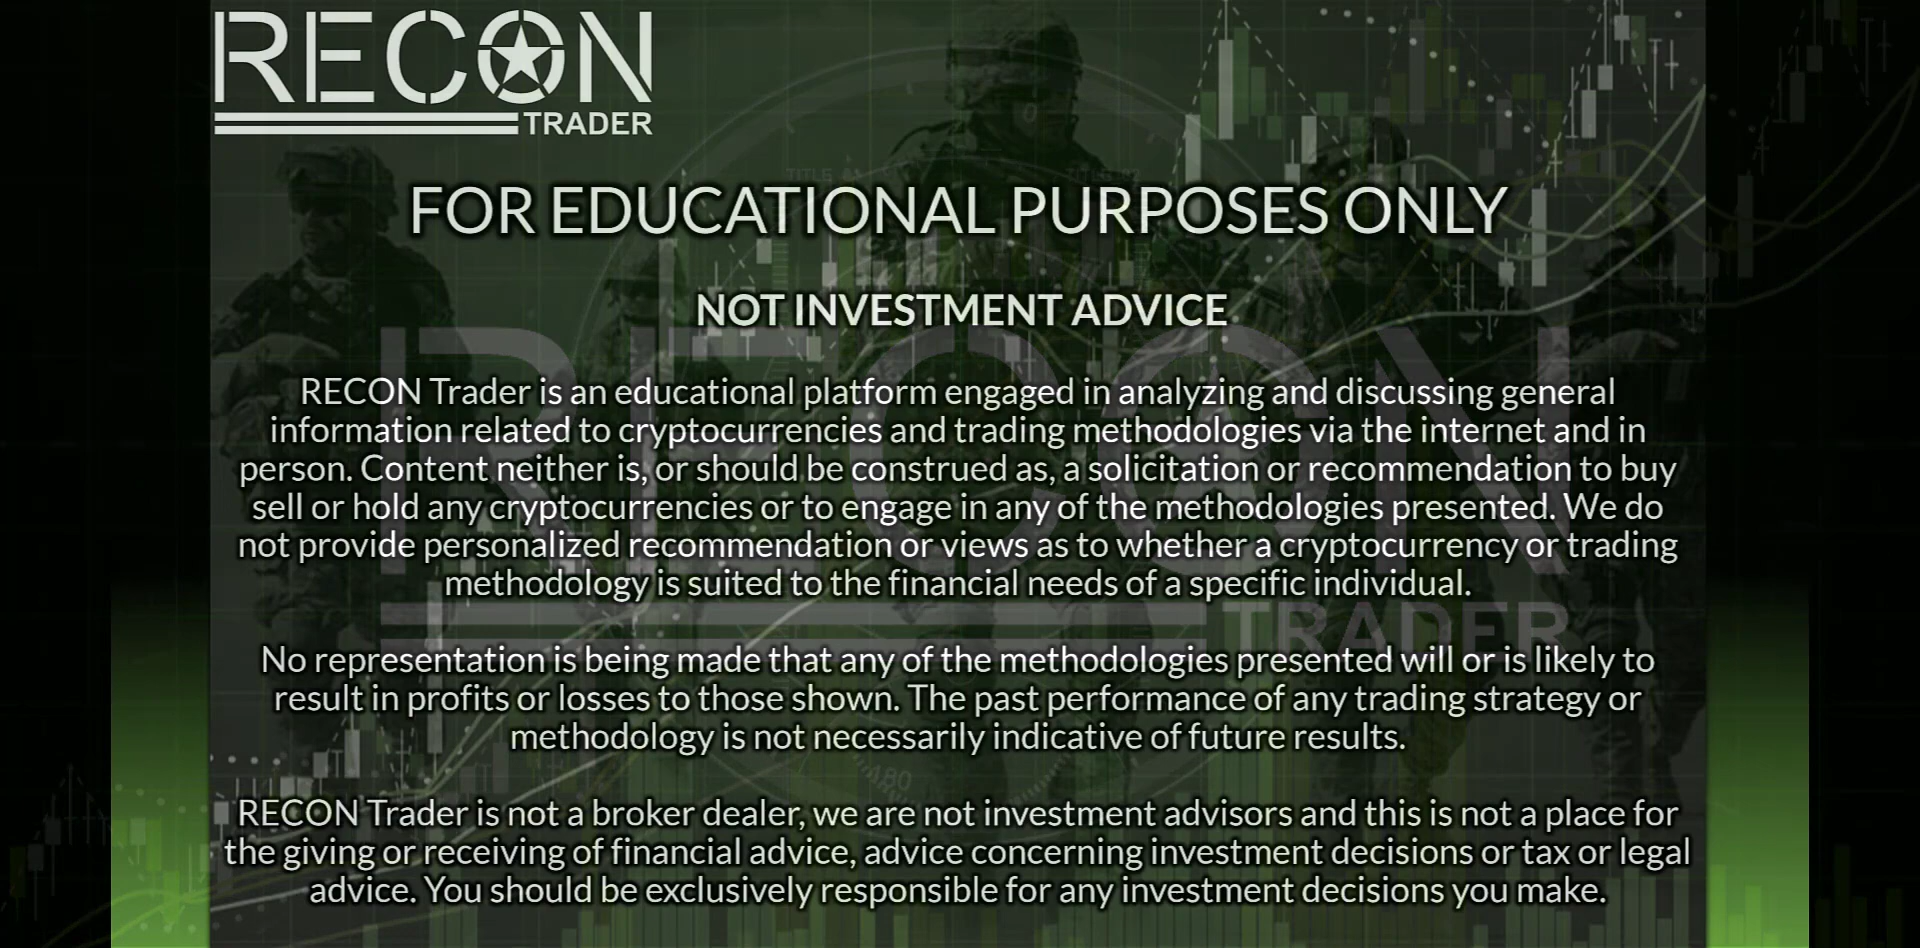 RECON
TRADER
FOR EDUCATIONAL PURPOSES ONLY
NOT INVESTMENT ADVICE
RECON Trader is an educational platform engaged in analyzing and discussing general
information related to cryptocurrencies and trading methodologies via the internet and in
person. Content neither is, or should be construed as, a solicitation or recommendation to buy
sell or hold any cryptocurrencies or to engage in any of the methodologies presented. We do
not provide personalized recommendation or views as to whether a cryptocurrency or trading
methodology is suited to the financial needs of a specific individual.
RECON
TRADER
No representation is being made that any of the methodologies presented will or is likely to
result in profits or losses to those shown. The past performance of any trading strategy or
methodology is not necessarily indicative of future results.
RECON Trader is not a broker dealer, we are not investment advisors and this is not a place for
the giving or receiving of financial advice, advice concerning investment decisions or tax or legal
advice. You should be exclusively responsible for any investment decisions you make.